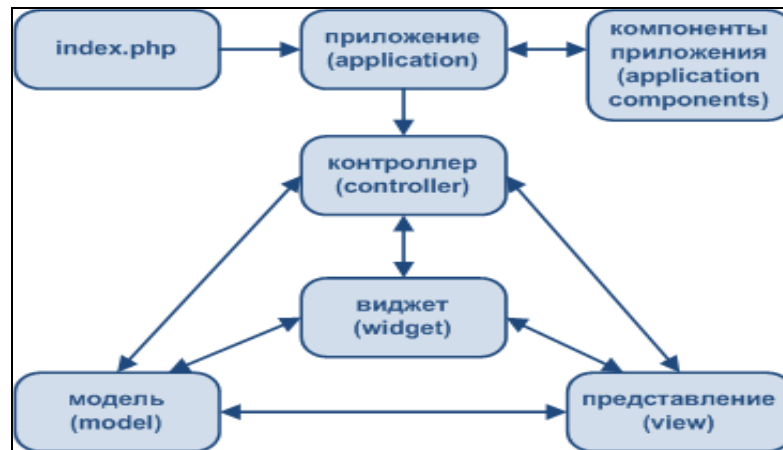 index.php
приложение
(application)
компоненты
приложения
(application
components)
контроллер
(controller)
виджет
(widget)
модель
(model)
представление
(view)